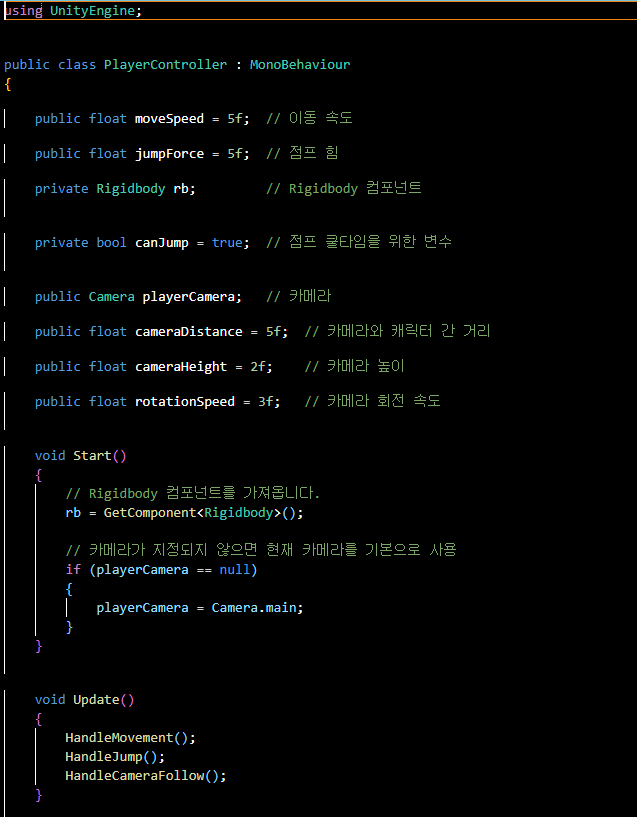 using UnityEngine;
public class PlayerController : MonoBehaviour
{
public float moveSpeed = 5f;  // 이동 속도
public float jumpForce = 5f;  // 점프 힘
private Rigidbody rb;         // Rigidbody 컴포넌트
private bool canJump = true;  // 점프 쿨타임을 위한 변수
public Camera playerCamera;   // 카메라
public float cameraDistance = 5f;  // 카메라와 캐릭터 간 거리
public float cameraHeight = 2f;    // 카메라 높이
public float rotationSpeed = 3f;   // 카메라 회전 속도
void Start()
{
// Rigidbody 컴포넌트를 가져옵니다.
rb = GetComponent<Rigidbody>();
// 카메라가 지정되지 않으면 현재 카메라를 기본으로 사용
if (playerCamera == null)
{
playerCamera = Camera.main;
}
}
void Update()
{
HandleMovement();
HandleJump();
HandleCameraFollow();
}